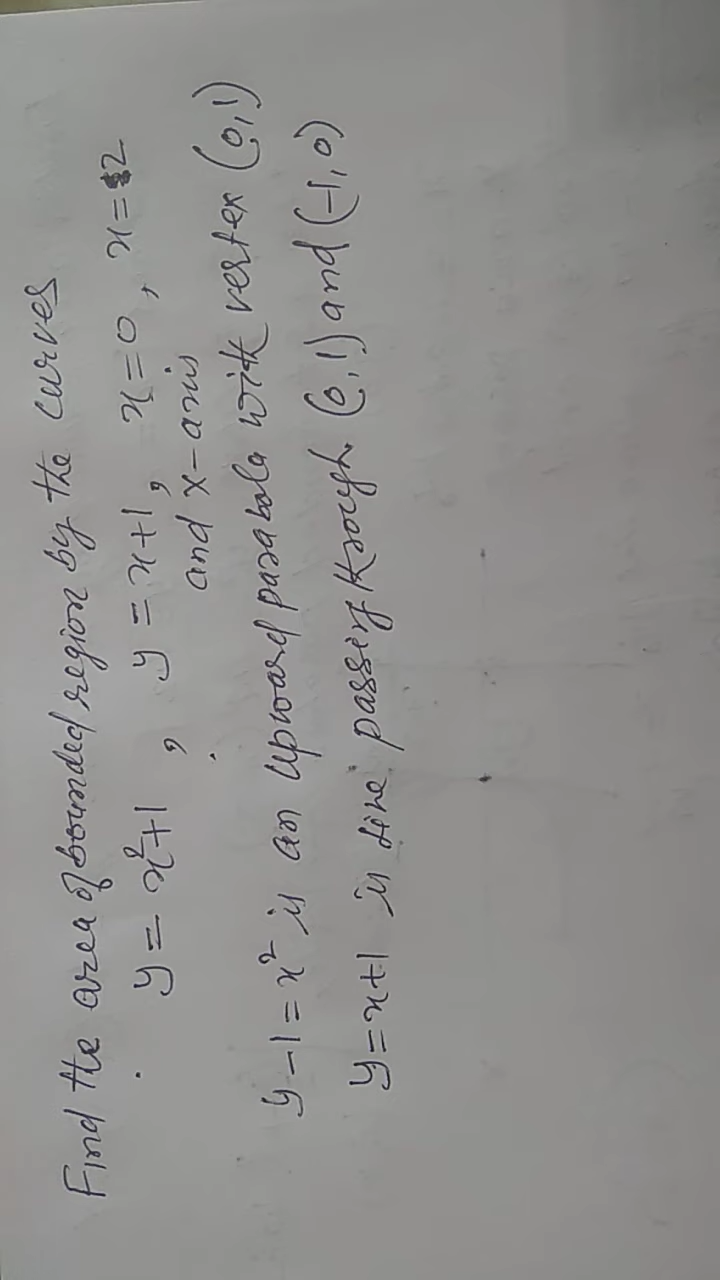 Find the area of bounded region by the curves
y = x²+1 , y = x+1, x=0, x=2
and x-axis
y-1 = x² is an upward parabola with vertex (0,1)
y=x+1 is line passing through (0,1) and (-1,0)